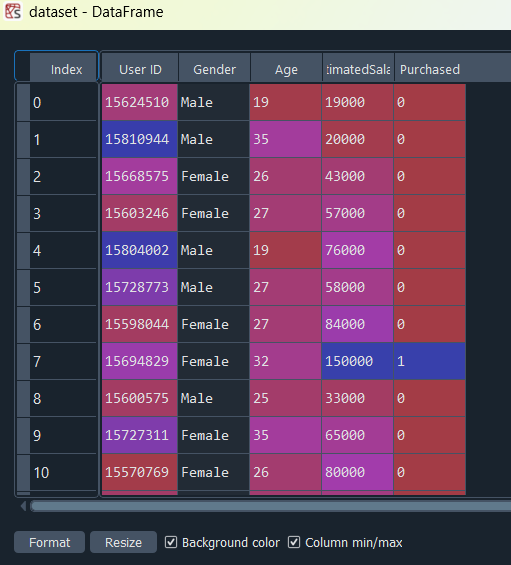 dataset - DataFrame
Index User ID Gender Age timatedSala Purchased
0 15624510 Male 19 19000 0
1 15810944 Male 35 20000 0
2 15668575 Female 26 43000 0
3 15603246 Female 27 57000 0
4 15804002 Male 19 76000 0
5 15728773 Male 27 58000 0
6 15598044 Female 27 84000 0
7 15694829 Female 32 150000 1
8 15600575 Male 25 33000 0
9 15727311 Female 35 65000 0
10 15570769 Female 26 80000 0
Format Resize Background color Column min/max